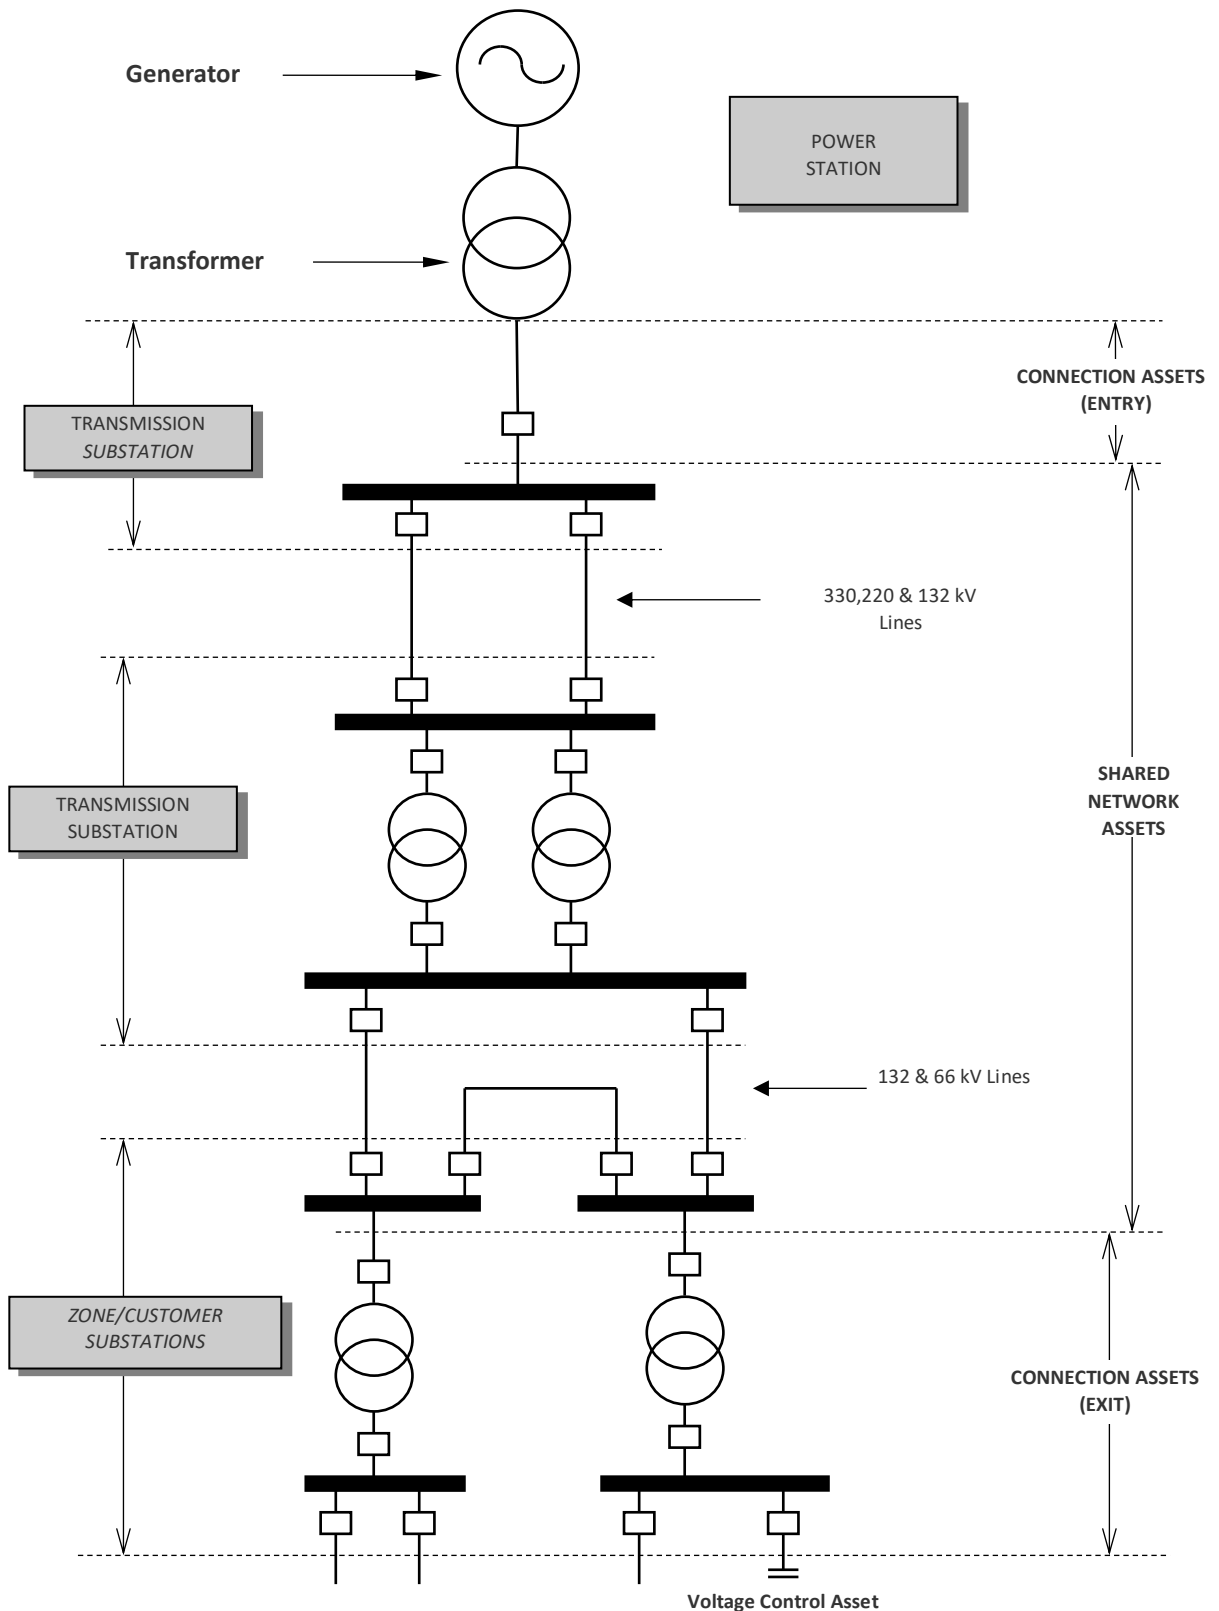 Generator
POWER
STATION
Transformer
CONNECTION ASSETS
(ENTRY)
TRANSMISSION
SUBSTATION
330,220 & 132 kV
Lines
SHARED
NETWORK
ASSETS
TRANSMISSION
SUBSTATION
132 & 66 kV Lines
ZONE/CUSTOMER
SUBSTATIONS
CONNECTION ASSETS
(EXIT)
Voltage Control Asset